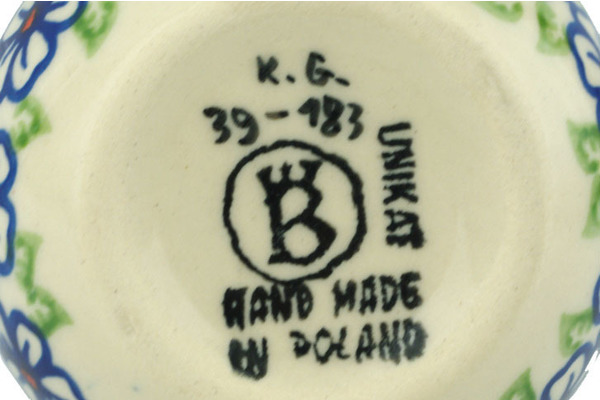 K.G.
39-183
UNIKAT
B
HAND MADE
IN POLAND